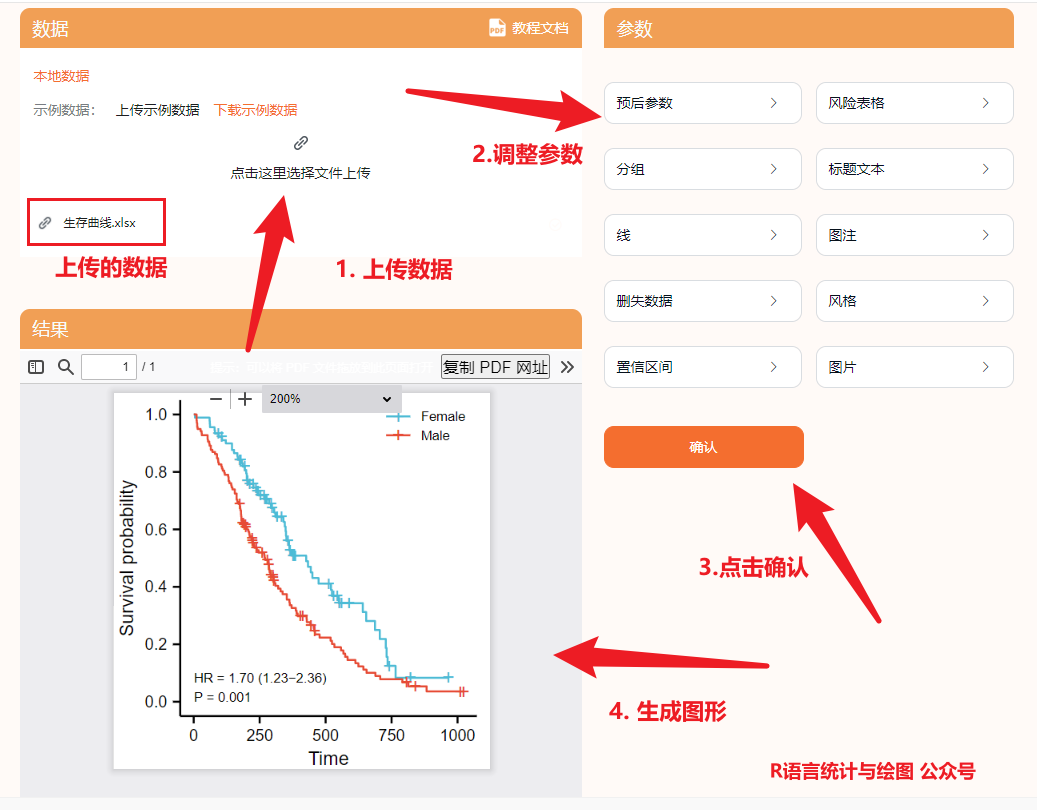 数据
PDF 教程文档
本地数据
示例数据： 上传示例数据 下载示例数据
点击这里选择文件上传
生存曲线.xlsx
上传的数据
1. 上传数据
2.调整参数
参数
预后参数
风险表格
分组
标题文本
线
图注
删失数据
风格
置信区间
图片
确认
3.点击确认
结果
1 / 1
复制 PDF 网址
200%
Female
Male
Survival probability
1.0
0.8
0.6
0.4
0.2
0.0
HR = 1.70 (1.23−2.36)
P = 0.001
0 250 500 750 1000
Time
4. 生成图形
R语言统计与绘图 公众号